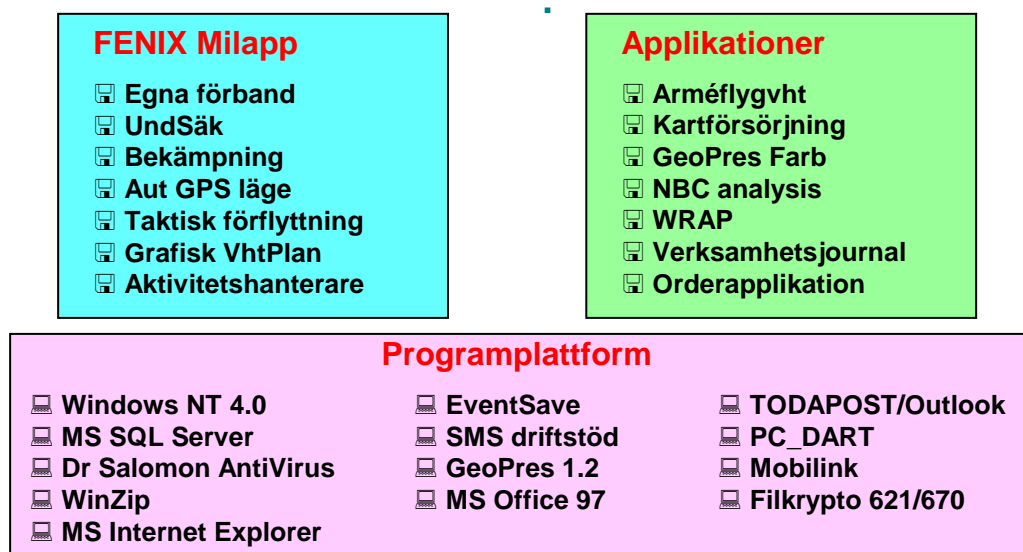 FENIX Milapp
Egna förband
UndSäk
Bekämpning
Aut GPS läge
Taktisk förflyttning
Grafisk VhtPlan
Aktivitetshanterare
Applikationer
Arméflygvht
Kartförsörjning
GeoPres Farb
NBC analysis
WRAP
Verksamhetsjournal
Orderapplikation
Programplattform
Windows NT 4.0
MS SQL Server
Dr Salomon AntiVirus
WinZip
MS Internet Explorer
EventSave
SMS driftstöd
GeoPres 1.2
MS Office 97
TODAPOST/Outlook
PC_DART
Mobilink
Filkrypto 621/670